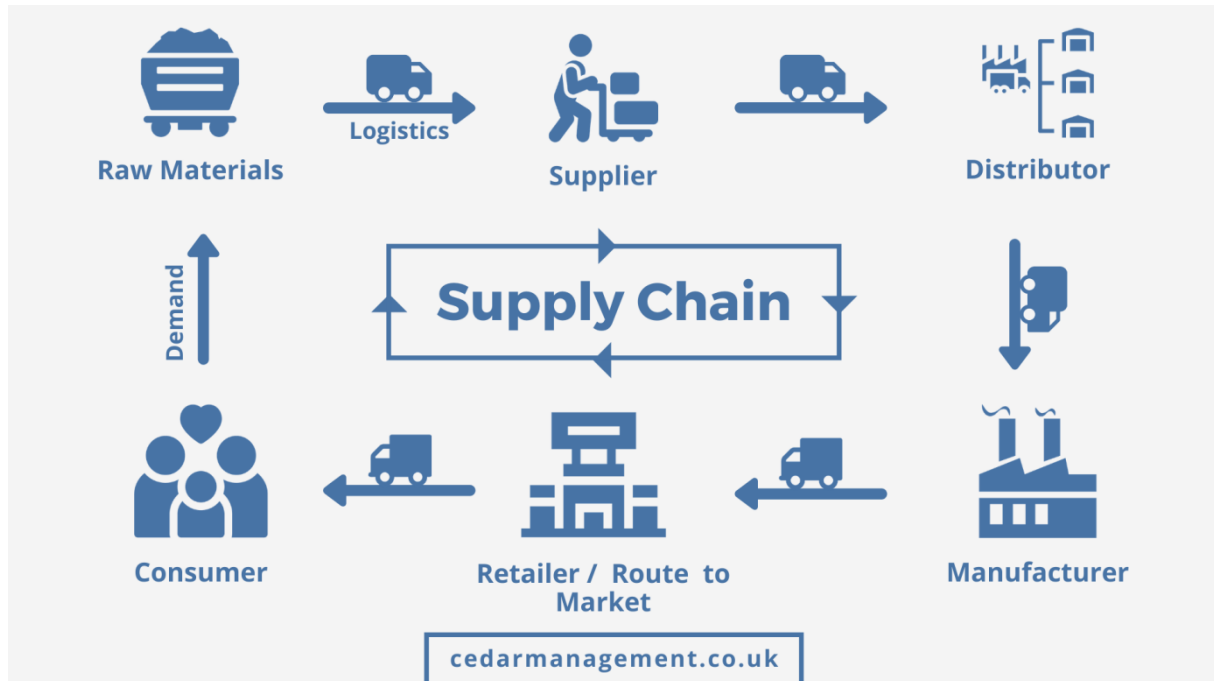 Logistics
Raw Materials
Supplier
Distributor
Demand
Supply Chain
Consumer
Retailer / Route to
Market
Manufacturer
cedarmanagement.co.uk